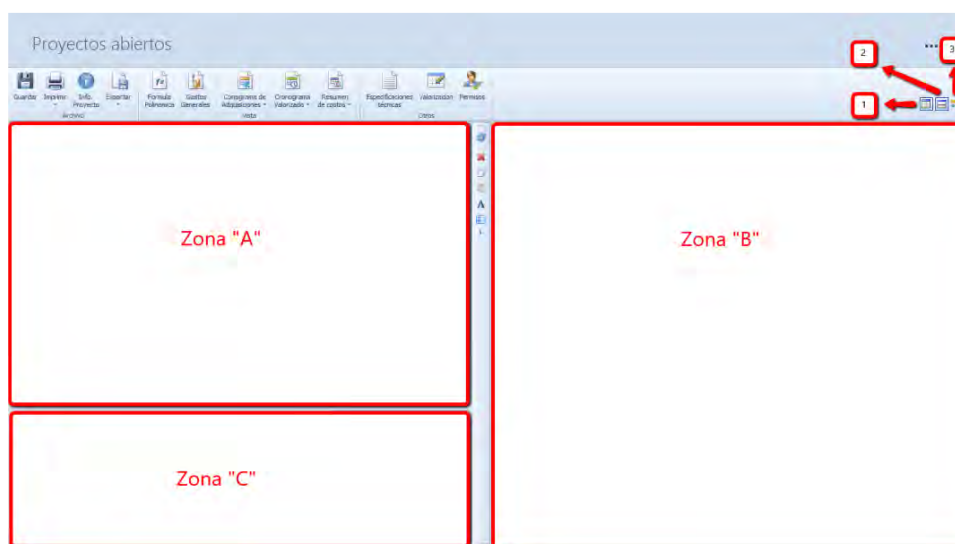 Proyectos abiertos
2
3
Guardar Imprimir Info. Proyecto Exportar Formula Polinomica Gastos Generales Cronograma de Adquisiciones Cronograma Valorizado Resumen de costos Especificaciones técnicas Valorizacion Permisos
1
Archivo Vista Otros
Zona "A"
Zona "B"
Zona "C"